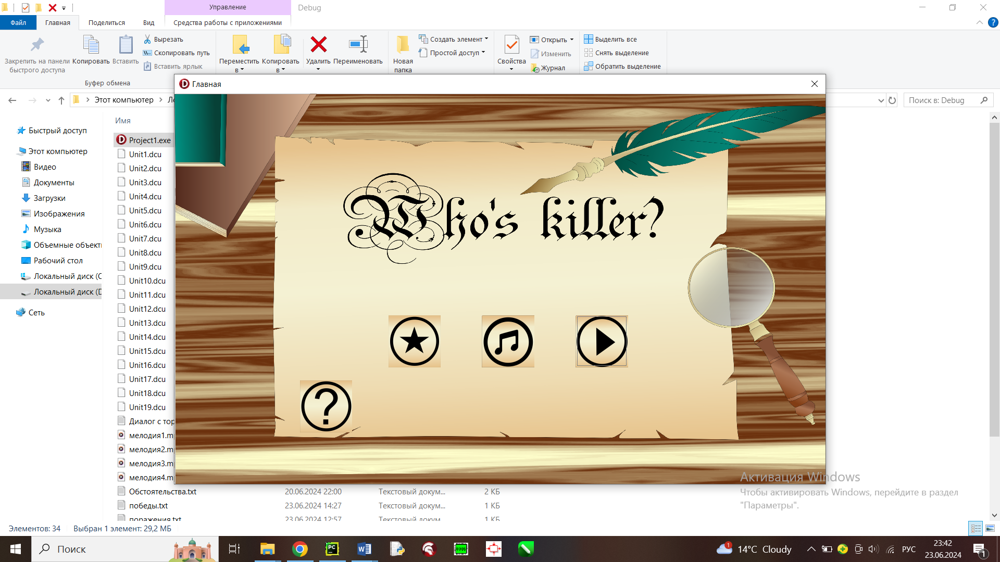 Управление
Debug
Файл
Главная
Поделиться
Вид
Средства работы с приложениями
Закрепить на панели быстрого доступа
Копировать
Вставить
Вырезать
Скопировать путь
Вставить ярлык
Буфер обмена
Переместить в
Копировать в
Удалить
Переименовать
Новая папка
Создать элемент
Простой доступ
Свойства
Открыть
Изменить
Журнал
Выделить все
Снять выделение
Обратить выделение
Главная
Этот компьютер
Поиск в: Debug
Имя
Быстрый доступ
Этот компьютер
Видео
Документы
Загрузки
Изображения
Музыка
Объемные объект
Рабочий стол
Локальный диск (C
Локальный диск (D
Сеть
Project1.exe
Unit1.dcu
Unit2.dcu
Unit3.dcu
Unit4.dcu
Unit5.dcu
Unit6.dcu
Unit7.dcu
Unit8.dcu
Unit9.dcu
Unit10.dcu
Unit11.dcu
Unit12.dcu
Unit13.dcu
Unit14.dcu
Unit15.dcu
Unit16.dcu
Unit17.dcu
Unit18.dcu
Unit19.dcu
Диалог с тор
мелодия1.m
мелодия2.m
мелодия3.m
мелодия4.m
Обстоятельства.txt 20.06.2024 22:00 Текстовый докум... 2 КБ
победы.txt 23.06.2024 14:27 Текстовый докум... 1 КБ
поражения.txt 23.06.2024 12:57 Текстовый докум... 1 КБ
Who's killer?
?
Активация Windows
Чтобы активировать Windows, перейдите в раздел
"Параметры".
Элементов: 34
Выбран 1 элемент: 29,2 МБ
Поиск
PC
W
8086
1
14°C Cloudy
РУС
23:42
23.06.2024
1